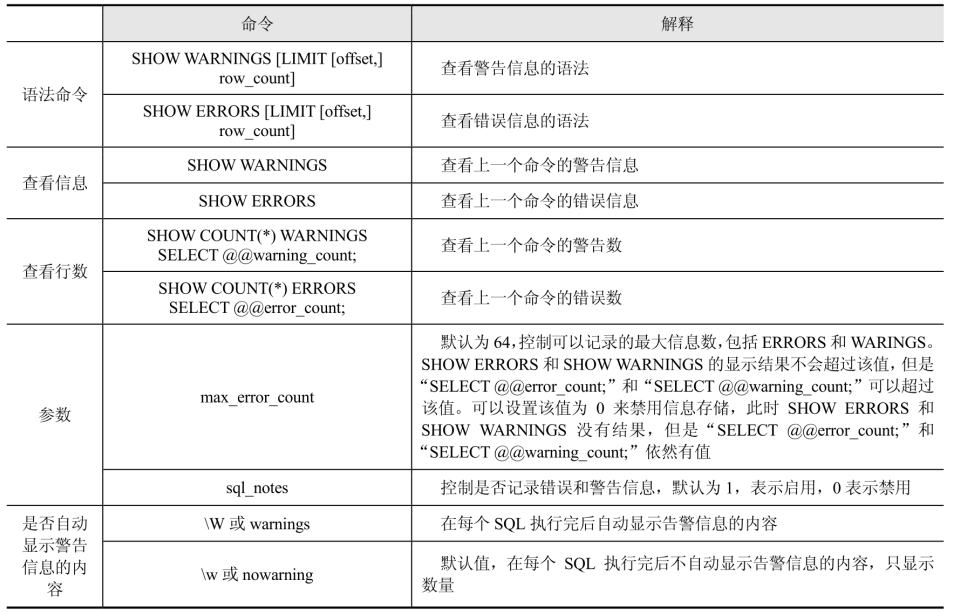 命令
解释
语法命令
SHOW WARNINGS [LIMIT [offset,]
row_count]
查看警告信息的语法
SHOW ERRORS [LIMIT [offset,]
row_count]
查看错误信息的语法
查看信息
SHOW WARNINGS
查看上一个命令的警告信息
SHOW ERRORS
查看上一个命令的错误信息
查看行数
SHOW COUNT(*) WARNINGS
SELECT @@warning_count;
查看上一个命令的警告数
SHOW COUNT(*) ERRORS
SELECT @@error_count;
查看上一个命令的错误数
参数
max_error_count
默认为 64,控制可以记录的最大信息数,包括 ERRORS 和 WARINGS。
SHOW ERRORS 和 SHOW WARNINGS 的显示结果不会超过该值,但是
“SELECT @@error_count;”和“SELECT @@warning_count;”可以超过
该值。可以设置该值为 0 来禁用信息存储，此时 SHOW ERRORS 和
SHOW WARNINGS 没有结果，但是“SELECT @@error_count;”和
“SELECT @@warning_count;”依然有值
sql_notes
控制是否记录错误和警告信息，默认为 1，表示启用，0 表示禁用
是否自动
显示警告
信息的内
容
\W 或 warnings
在每个 SQL 执行完后自动显示告警信息的内容
\w 或 nowarning
默认值，在每个 SQL 执行完后不自动显示告警信息的内容，只显示
数量